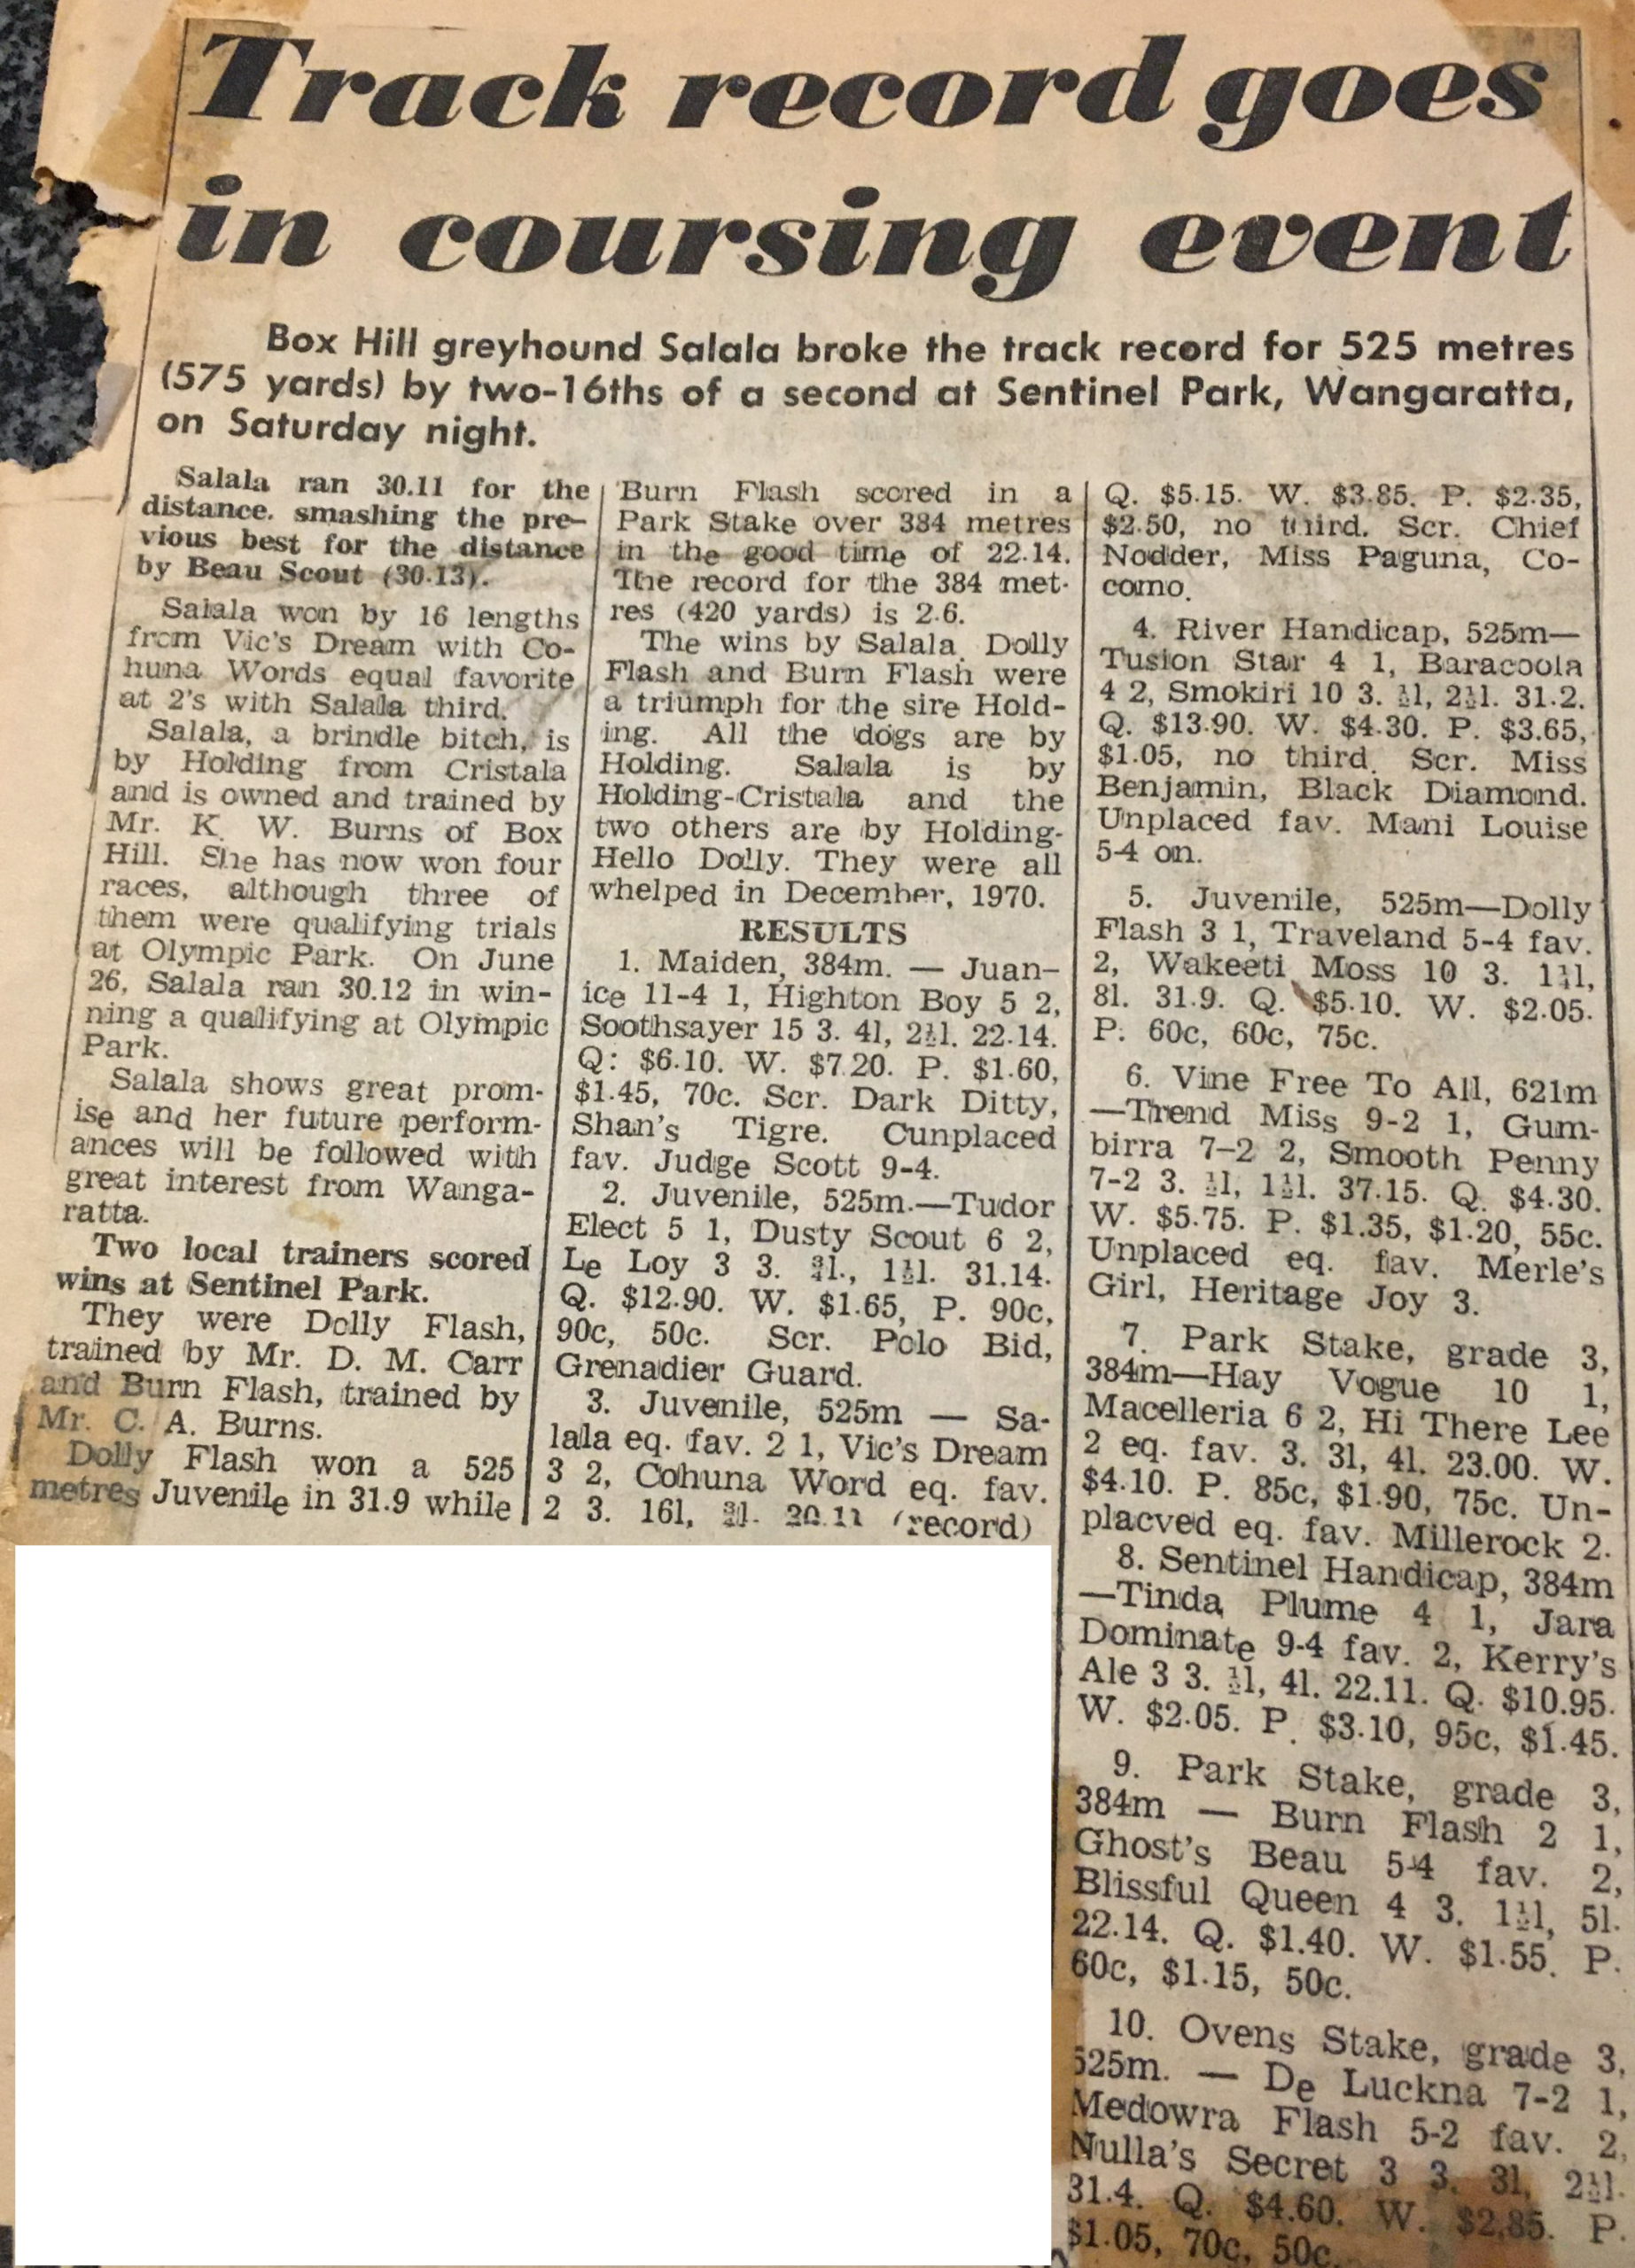 Track record goes
in coursing event
Box Hill greyhound Salala broke the track record for 525 metres
(575 yards) by two-16ths of a second at Sentinel Park, Wangaratta,
on Saturday night.
Salala ran 30.11 for the
distance. smashing the pre-
vious best for the distance
by Beau Scout (30.13).
Salala won by 16 lengths
from Vic's Dream with Co-
huna Words equal favorite
at 2's with Salala third.
Salala, a brindle bitch, is
by Holding from Cristala
and is owned and trained by
Mr. K. W. Burns of Box
Hill. She has now won four
races, although three of
them were qualifying trials
at Olympic Park. On June
26, Salala ran 30.12 in win-
ning a qualifying at Olympic
Park.
Salala shows great prom-
ise and her future perform-
ances will be followed with
great interest from Wanga-
ratta.
Two local trainers scored
wins at Sentinel Park.
They were Dolly Flash,
trained by Mr. D. M. Carr
and Burn Flash, trained by
Mr. C. A. Burns.
Dolly Flash won a 525
metres Juvenile in 31.9 while
Burn Flash scored in a
Park Stake over 384 metres
in the good time of 22.14.
The record for the 384 met-
res (420 yards) is 2.6.
The wins by Salala, Dolly
Flash and Burn Flash were
a triumph for the sire Hold-
ing. All the dogs are by
Holding. Salala is by
Holding-Cristala and the
two others are by Holding-
Hello Dolly. They were all
whelped in December, 1970.
RESULTS
1. Maiden, 384m. — Juan-
ice 11-4 1, Highton Boy 5 2,
Soothsayer 15 3. 4l, 2½l. 22.14.
Q: $6.10. W. $7.20. P. $1.60,
$1.45, 70c. Scr. Dark Ditty,
Shan's Tigre. Cunplaced
fav. Judge Scott 9-4.
2. Juvenile, 525m.—Tudor
Elect 5 1, Dusty Scout 6 2,
Le Loy 3 3. ¾l., 1½l. 31.14.
Q. $12.90. W. $1.65, P. 90c,
90c, 50c. Scr. Polo Bid,
Grenadier Guard.
3. Juvenile, 525m — Sa-
lala eq. fav. 2 1, Vic's Dream
3 2, Cohuna Word eq. fav.
2 3. 16l, ¾l. (record)
Q. $5.15. W. $3.85. P. $2.35,
$2.50, no third. Scr. Chief
Nodder, Miss Paguna, Co-
como.
4. River Handicap, 525m—
Tusion Star 4 1, Baracoola
4 2, Smokiri 10 3. ½l, 2½l. 31.2.
Q. $13.90. W. $4.30. P. $3.65,
$1.05, no third. Scr. Miss
Benjamin, Black Diamond.
Unplaced fav. Mani Louise
5-4 on.
5. Juvenile, 525m—Dolly
Flash 3 1, Traveland 5-4 fav.
2, Wakeeti Moss 10 3. 1½l,
8l. 31.9. Q. $5.10. W. $2.05.
P. 60c, 60c, 75c.
6. Vine Free To All, 621m
—Trend Miss 9-2 1, Gum-
birra 7-2 2, Smooth Penny
7-2 3. ½l, 1½l. 37.15. Q. $4.30.
W. $5.75. P. $1.35, $1.20, 55c.
Unplaced eq. fav. Merle's
Girl, Heritage Joy 3.
7. Park Stake, grade 3,
384m—Hay Vogue 10 1,
Macelleria 6 2, Hi There Lee
2 eq. fav. 3. 3l, 4l. 23.00. W.
$4.10. P. 85c, $1.90, 75c. Un-
placved eq. fav. Millerock 2.
8. Sentinel Handicap, 384m
—Tinda Plume 4 1, Jara
Dominate 9-4 fav. 2, Kerry's
Ale 3 3. ½l, 4l. 22.11. Q. $10.95.
W. $2.05. P. $3.10, 95c, $1.45.
9. Park Stake, grade 3,
384m — Burn Flash 2 1,
Ghost's Beau 5-4 fav. 2,
Blissful Queen 4 3. 1½l, 5l.
22.14. Q. $1.40. W. $1.55. P.
60c, $1.15, 50c.
10. Ovens Stake, grade 3,
525m. — De Luckna 7-2 1,
Medowra Flash 5-2 fav. 2,
Nulla's Secret 3 3. 3l, 2½l.
31.4. Q. $4.60. W. $2.85. P.
$1.05, 70c, 50c.